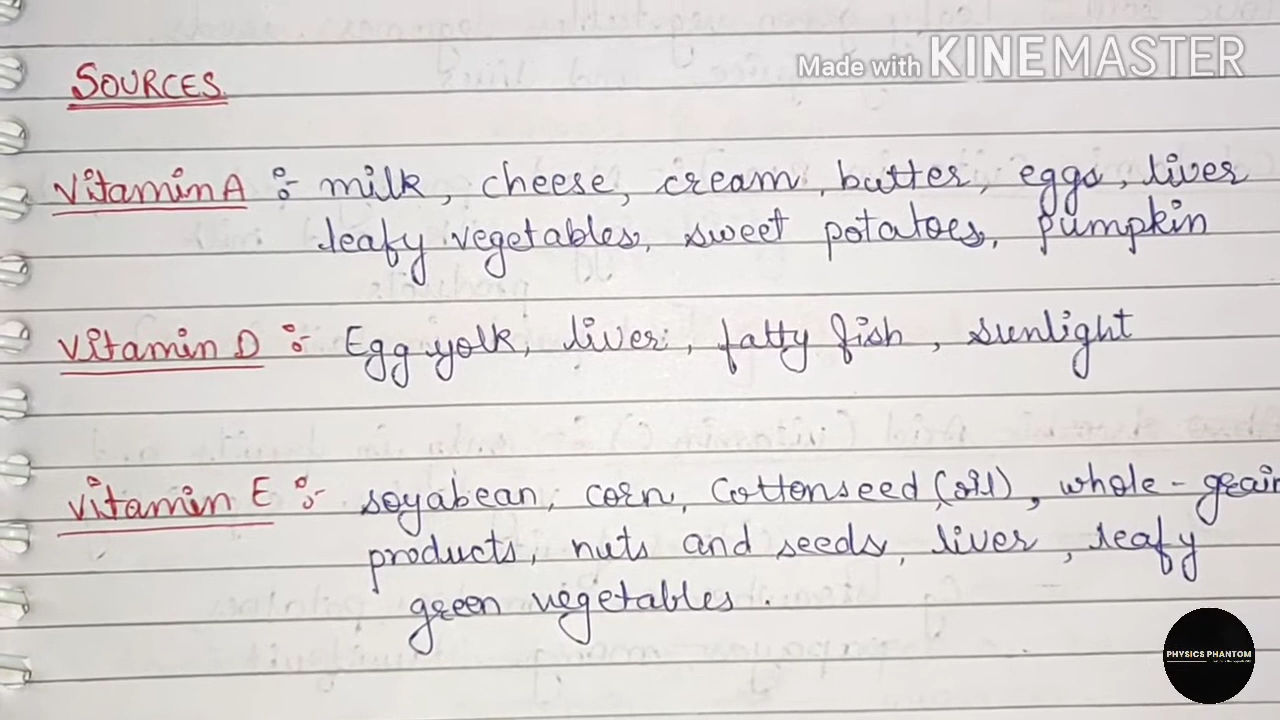 Made with KINEMASTER
SOURCES
Vitamin A :- milk, cheese, cream, butter, eggs, liver
leafy vegetables, sweet potatoes, pumpkin
Vitamin D :- Egg yolk, liver, fatty fish, sunlight
Vitamin E :- soyabean, corn, cottonseed (oil), whole-grain
products, nuts and seeds, liver, leafy
green vegetables.
PHYSICS PHANTOM